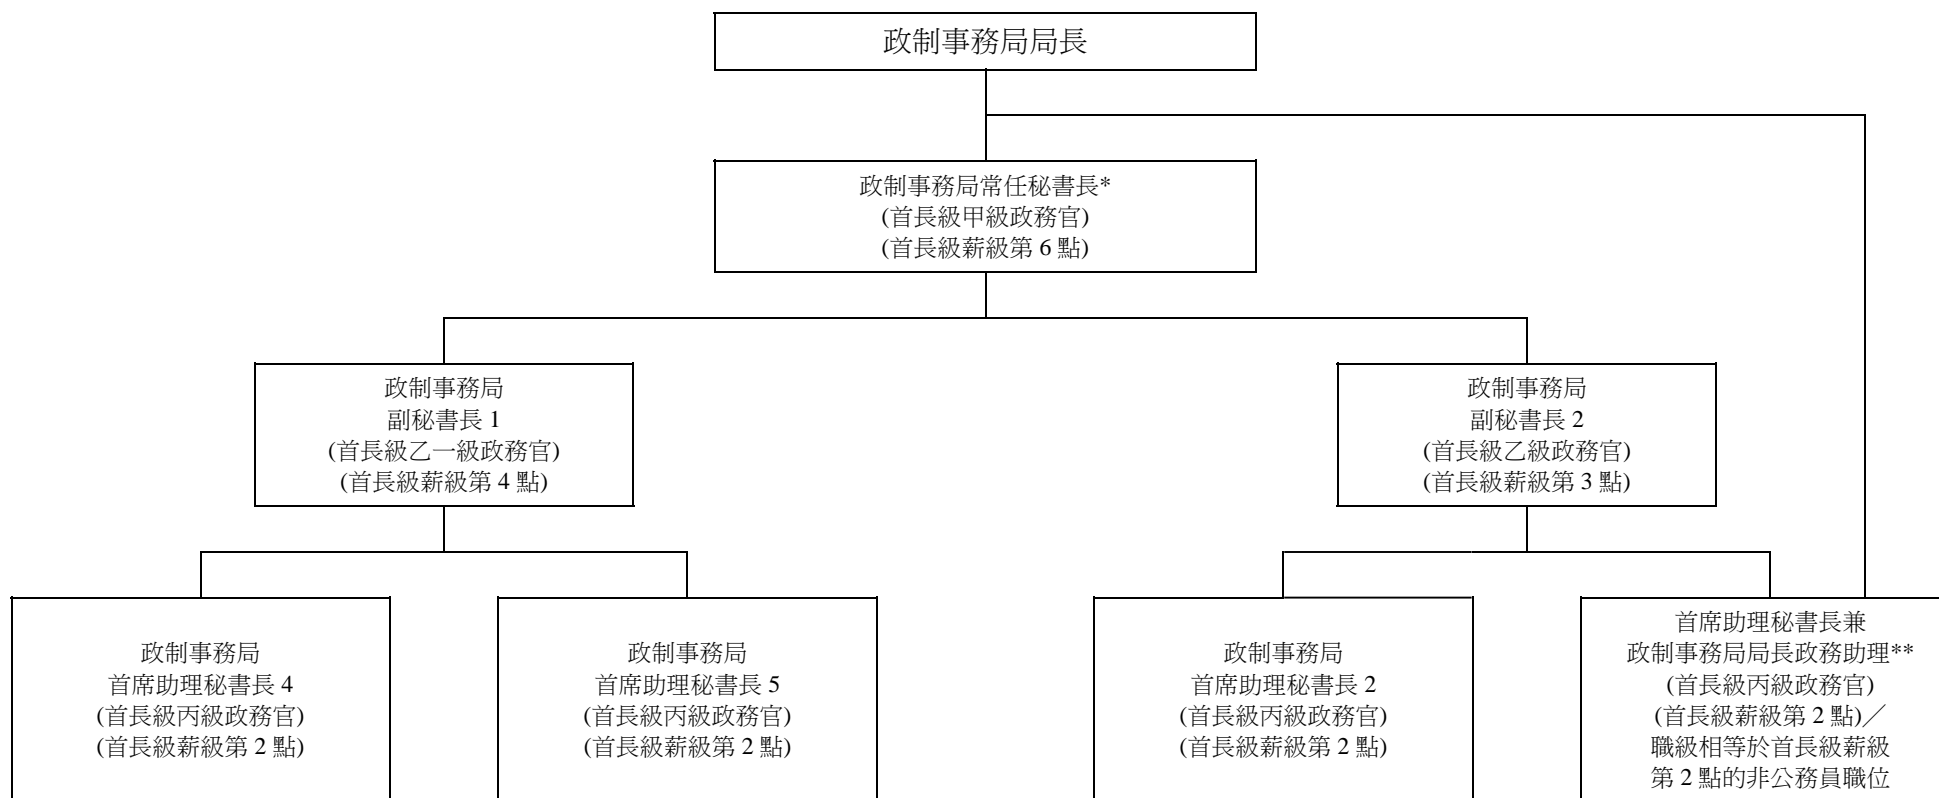 政制事務局局長
政制事務局常任秘書長*
(首長級甲級政務官)
(首長級薪級第 6 點)
政制事務局
副秘書長 1
(首長級乙一級政務官)
(首長級薪級第 4 點)
政制事務局
副秘書長 2
(首長級乙級政務官)
(首長級薪級第 3 點)
政制事務局
首席助理秘書長 4
(首長級丙級政務官)
(首長級薪級第 2 點)
政制事務局
首席助理秘書長 5
(首長級丙級政務官)
(首長級薪級第 2 點)
政制事務局
首席助理秘書長 2
(首長級丙級政務官)
(首長級薪級第 2 點)
首席助理秘書長兼
政制事務局局長政務助理**
(首長級丙級政務官)
(首長級薪級第 2 點)／
職級相等於首長級薪級
第 2 點的非公務員職位